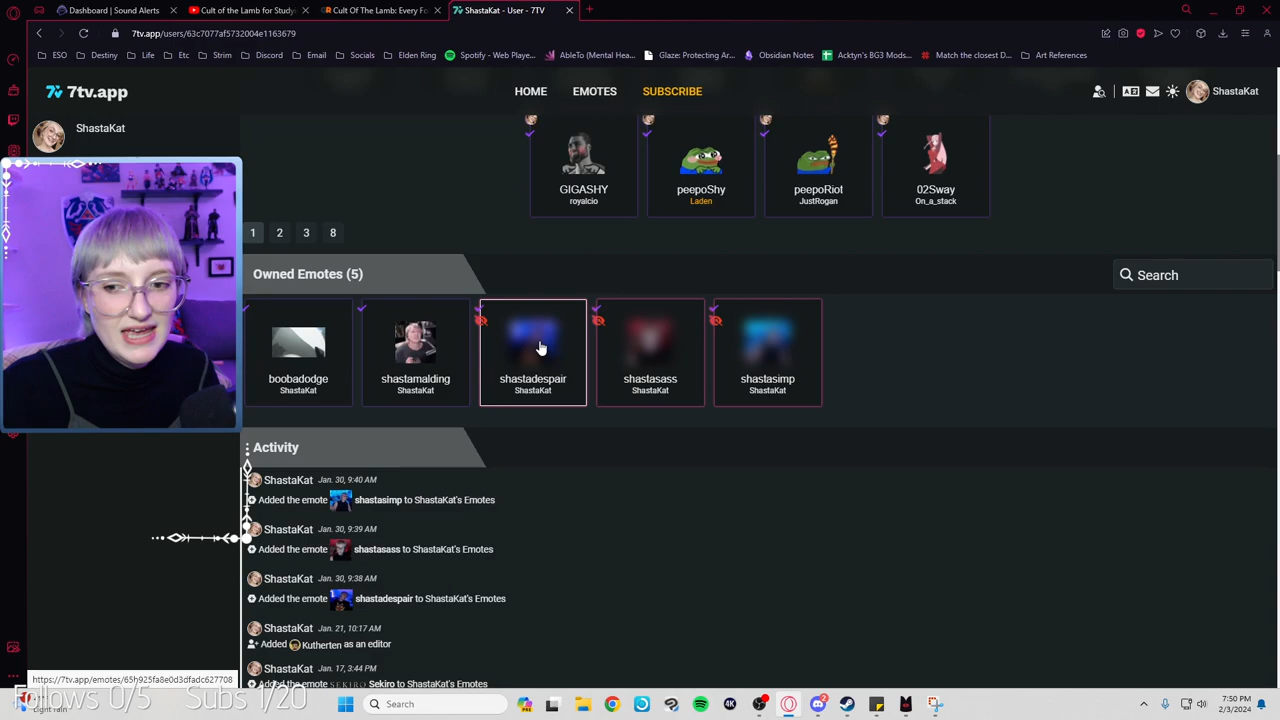 Dashboard | Sound Alerts
Cult of the Lamb for Study
Cult Of The Lamb: Every Fo
ShastaKat - User - 7TV
7tv.app/users/63c7077af5732004e1163679
ESO
Destiny
Life
Etc
Strim
Discord
Email
Socials
Elden Ring
Spotify - Web Playe...
AbleTo (Mental Hea...
Glaze: Protecting Ar...
Obsidian Notes
Acktyn's BG3 Mods...
Match the closest D...
Art References
7tv.app
HOME
EMOTES
SUBSCRIBE
ShastaKat
ShastaKat
GIGASHY
royalcio
peepoShy
Laden
peepoRiot
JustRogan
02Sway
On_a_stack
1 2 3 8
Owned Emotes (5)
Search
boobadodge
ShastaKat
shastamalding
ShastaKat
shastadespair
ShastaKat
shastasass
ShastaKat
shastasimp
ShastaKat
Activity
ShastaKat Jan. 30, 9:40 AM
Added the emote shastasimp to ShastaKat's Emotes
ShastaKat Jan. 30, 9:39 AM
Added the emote shastasass to ShastaKat's Emotes
ShastaKat Jan. 30, 9:38 AM
Added the emote shastadespair to ShastaKat's Emotes
ShastaKat Jan. 21, 10:17 AM
Added Kutherten as an editor
ShastaKat Jan. 17, 3:44 PM
Added the emote SEKIRO Sekiro to ShastaKat's Emotes
Follows 0/5 Subs 1/20
Light rain
Search
7:50 PM
2/3/2024